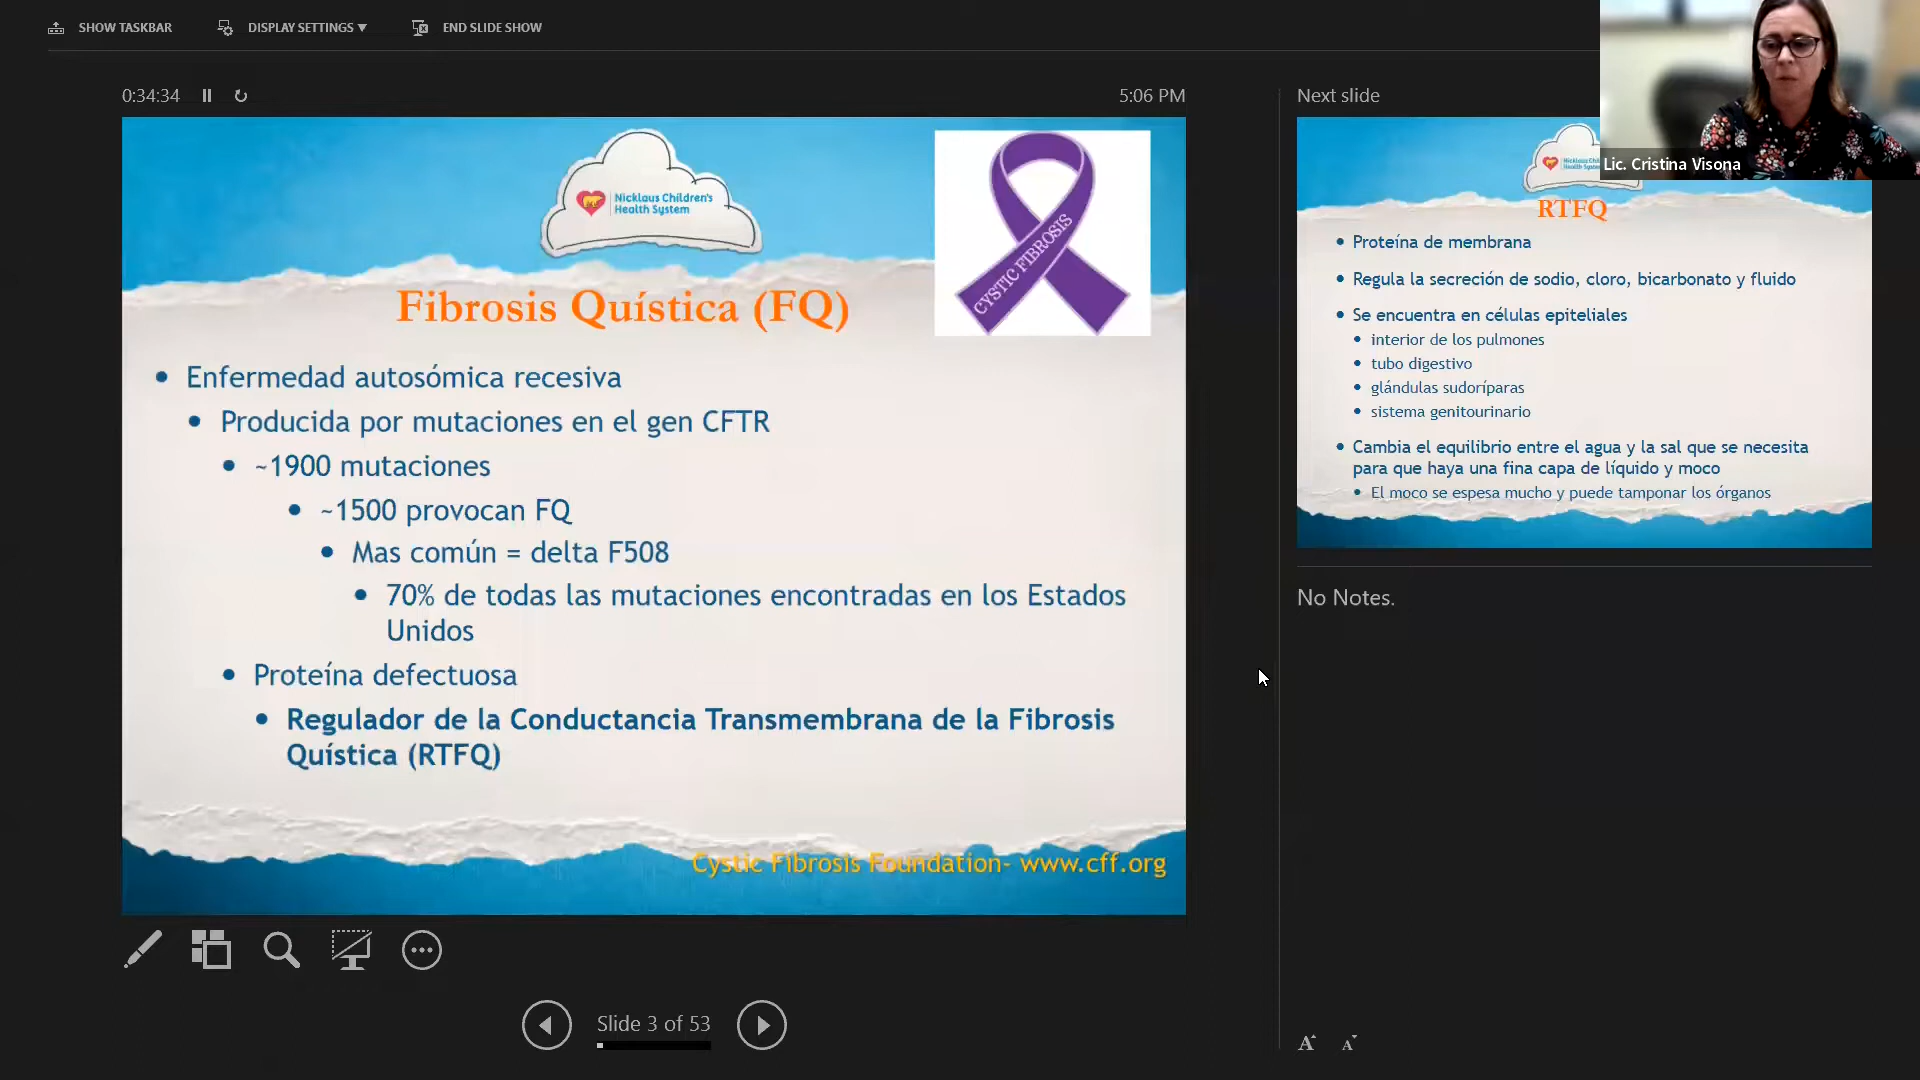 SHOW TASKBAR
DISPLAY SETTINGS ▼
END SLIDE SHOW
0:34:34
5:06 PM
Nicklaus Children's
Health System
CYSTIC FIBROSIS
Fibrosis Quística (FQ)
• Enfermedad autosómica recesiva
• Producida por mutaciones en el gen CFTR
• ~1900 mutaciones
• ~1500 provocan FQ
• Mas común = delta F508
• 70% de todas las mutaciones encontradas en los Estados
Unidos
• Proteína defectuosa
• Regulador de la Conductancia Transmembrana de la Fibrosis
Quística (RTFQ)
Cystic Fibrosis Foundation- www.cff.org
Slide 3 of 53
Next slide
Lic. Cristina Visona
Nicklaus
Health
RTFQ
• Proteína de membrana
• Regula la secreción de sodio, cloro, bicarbonato y fluido
• Se encuentra en células epiteliales
• interior de los pulmones
• tubo digestivo
• glándulas sudoríparas
• sistema genitourinario
• Cambia el equilibrio entre el agua y la sal que se necesita
para que haya una fina capa de líquido y moco
• El moco se espesa mucho y puede tamponar los órganos
No Notes.
A A